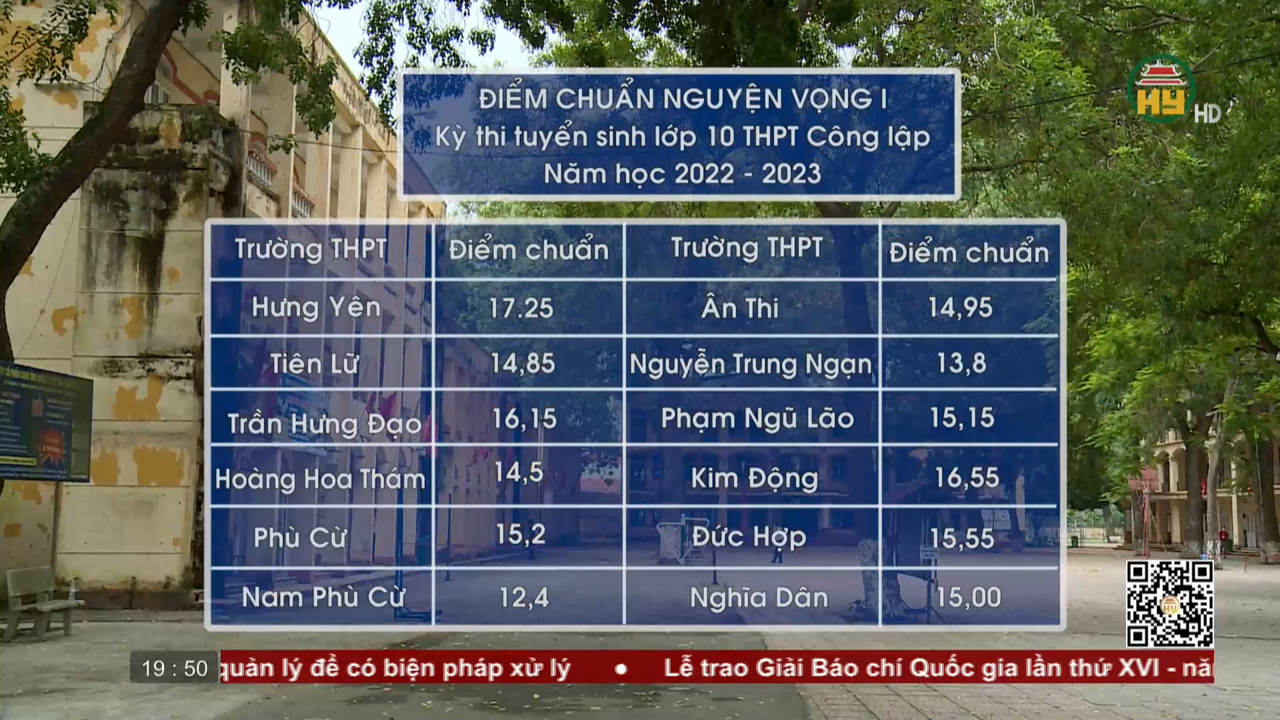 ĐIỂM CHUẨN NGUYỆN VỌNG I
Kỳ thi tuyển sinh lớp 10 THPT Công lập
Năm học 2022 - 2023
HY HD
Trường THPT Điểm chuẩn Trường THPT Điểm chuẩn
Hưng Yên 17.25 Ân Thi 14,95
Tiên Lữ 14,85 Nguyễn Trung Ngạn 13,8
Trần Hưng Đạo 16,15 Phạm Ngũ Lão 15,15
Hoàng Hoa Thám 14,5 Kim Động 16,55
Phù Cừ 15,2 Đức Hợp 15,55
Nam Phù Cừ 12,4 Nghĩa Dân 15,00
19 : 50 quản lý để có biện pháp xử lý • Lễ trao Giải Báo chí Quốc gia lần thứ XVI - nă